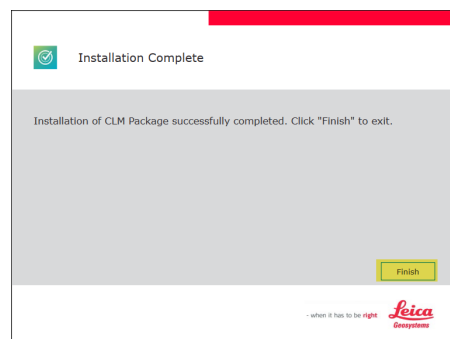 Installation Complete
Installation of CLM Package successfully completed. Click "Finish" to exit.
Finish
- when it has to be right
Leica
Geosystems